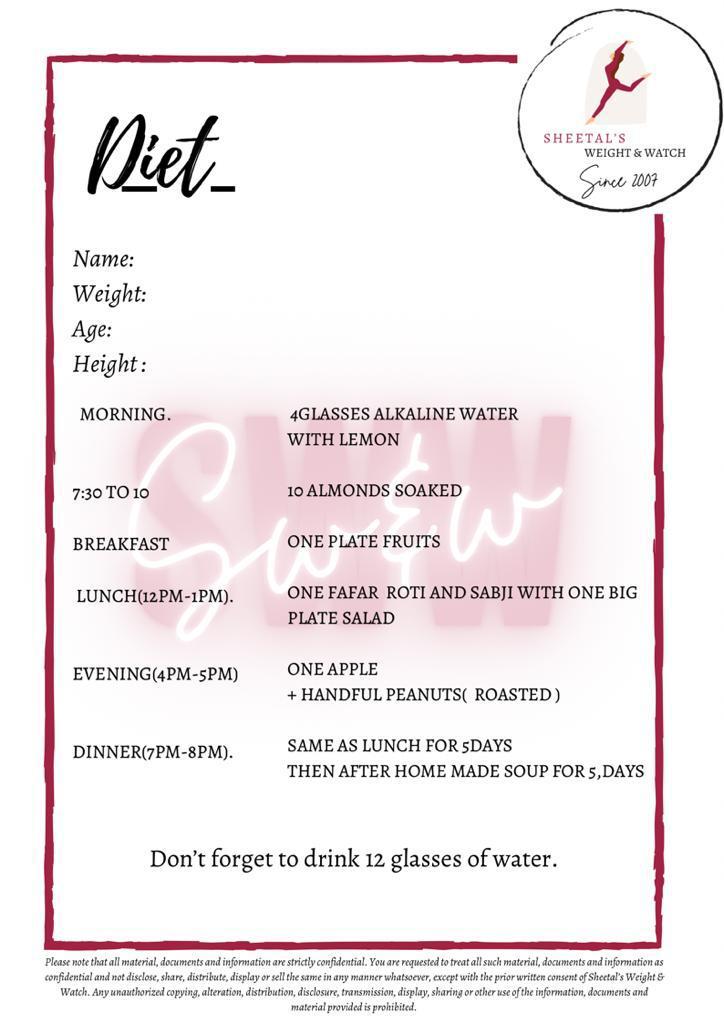 SHEETAL'S
WEIGHT & WATCH
Since 2007
Diet
Name:
Weight:
Age:
Height :
MORNING. 4GLASSES ALKALINE WATER
WITH LEMON
7:30 TO 10 10 ALMONDS SOAKED
BREAKFAST ONE PLATE FRUITS
LUNCH(12PM-1PM). ONE FAFAR ROTI AND SABJI WITH ONE BIG
PLATE SALAD
EVENING(4PM-5PM) ONE APPLE
+ HANDFUL PEANUTS( ROASTED )
DINNER(7PM-8PM). SAME AS LUNCH FOR 5DAYS
THEN AFTER HOME MADE SOUP FOR 5,DAYS
SW&W
Sw&w
Don't forget to drink 12 glasses of water.
Please note that all material, documents and information are strictly confidential. You are requested to treat all such material, documents and information as
confidential and not disclose, share, distribute, display or sell the same in any manner whatsoever, except with the prior written consent of Sheetal's Weight &
Watch. Any unauthorized copying, alteration, distribution, disclosure, transmission, display, sharing or other use of the information, documents and
material provided is prohibited.